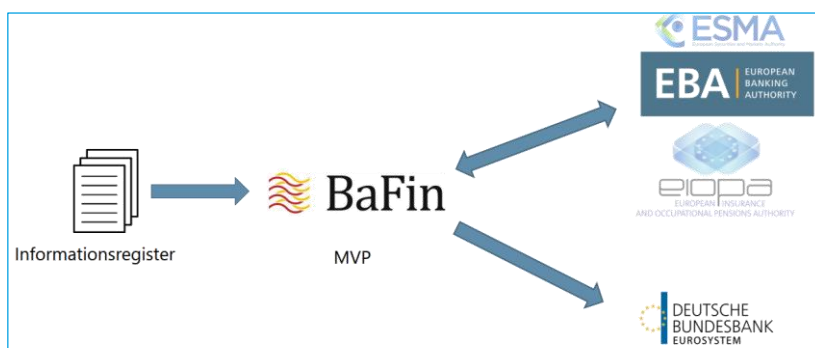 ESMA
European Securities and Markets Authority
EBA
EUROPEAN
BANKING
AUTHORITY
eiopa
EUROPEAN INSURANCE
AND OCCUPATIONAL PENSIONS AUTHORITY
BaFin
Informationsregister
MVP
DEUTSCHE
BUNDESBANK
EUROSYSTEM